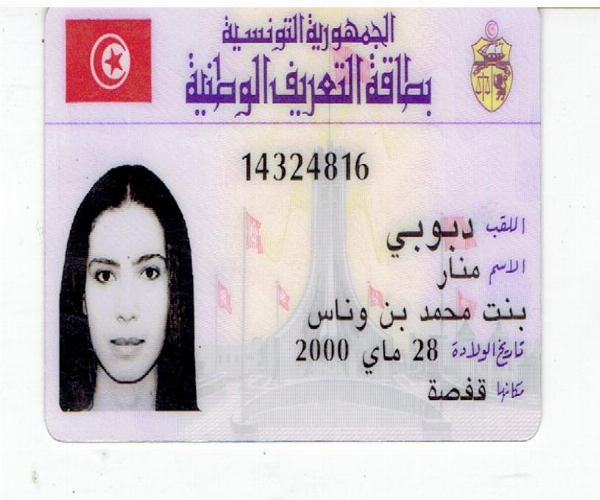 الجمهورية التونسية
بطاقة التعريف الوطنية
14324816
اللقب دبوبي
الاسم منار
بنت محمد بن وناس
تاريخ الولادة 28 ماي 2000
مكانها قفصة